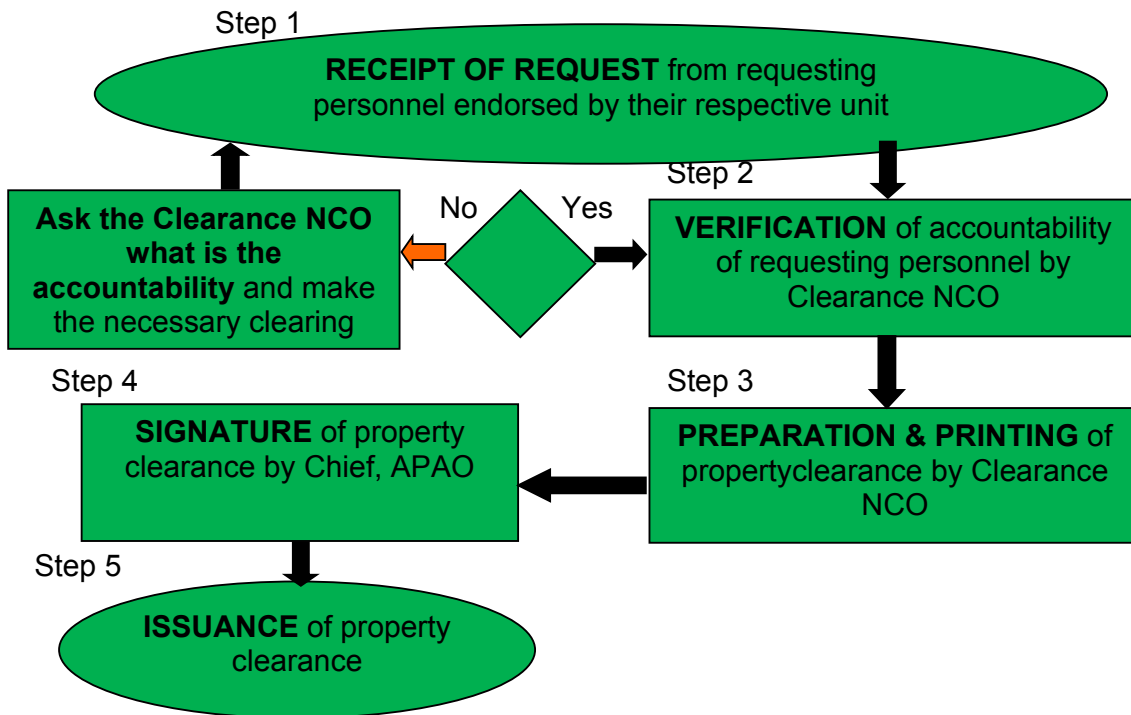 Step 1
RECEIPT OF REQUEST from requesting
personnel endorsed by their respective unit
Step 2
No
Yes
Ask the Clearance NCO
what is the
accountability and make
the necessary clearing
VERIFICATION of accountability
of requesting personnel by
Clearance NCO
Step 3
PREPARATION & PRINTING of
propertyclearance by Clearance
NCO
Step 4
SIGNATURE of property
clearance by Chief, APAO
Step 5
ISSUANCE of property
clearance